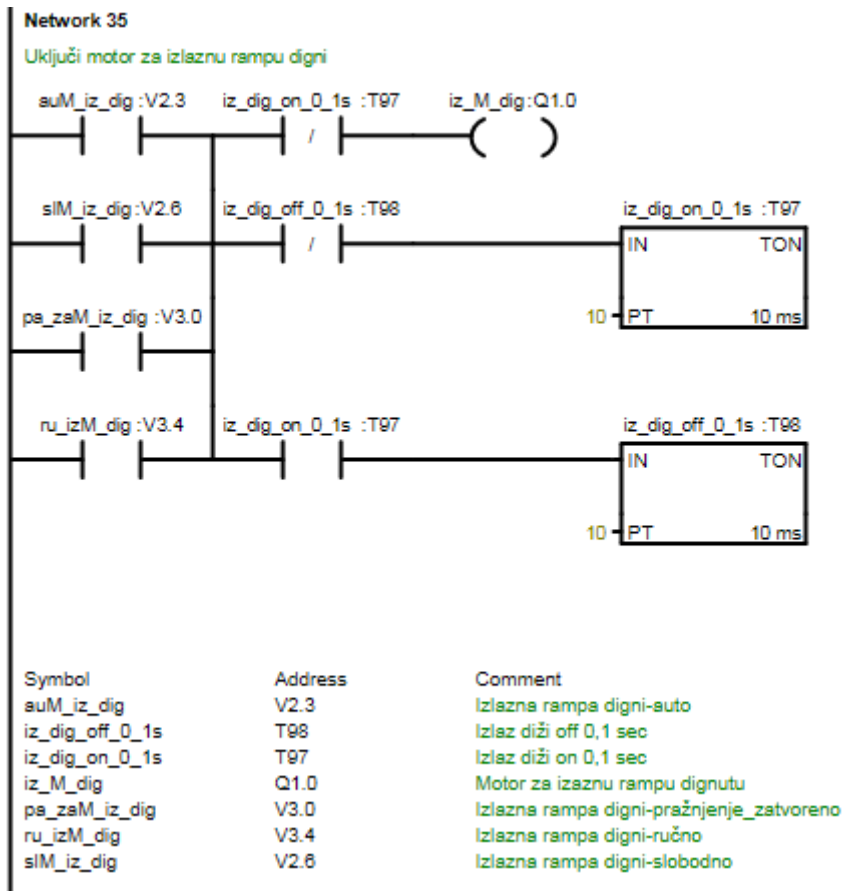 Network 35
Uključi motor za izlaznu rampu digni
auM_iz_dig:V2.3 iz_dig_on_0_1s :T97 iz_M_dig:Q1.0
/
slM_iz_dig:V2.6 iz_dig_off_0_1s :T98 iz_dig_on_0_1s :T97
/ IN TON
pa_zaM_iz_dig :V3.0 10 PT 10 ms
ru_izM_dig:V3.4 iz_dig_on_0_1s :T97 iz_dig_off_0_1s :T98
IN TON
10 PT 10 ms
Symbol Address Comment
auM_iz_dig V2.3 Izlazna rampa digni-auto
iz_dig_off_0_1s T98 Izlaz diži off 0,1 sec
iz_dig_on_0_1s T97 Izlaz diži on 0,1 sec
iz_M_dig Q1.0 Motor za izaznu rampu dignutu
pa_zaM_iz_dig V3.0 Izlazna rampa digni-pražnjenje_zatvoreno
ru_izM_dig V3.4 Izlazna rampa digni-ručno
slM_iz_dig V2.6 Izlazna rampa digni-slobodno